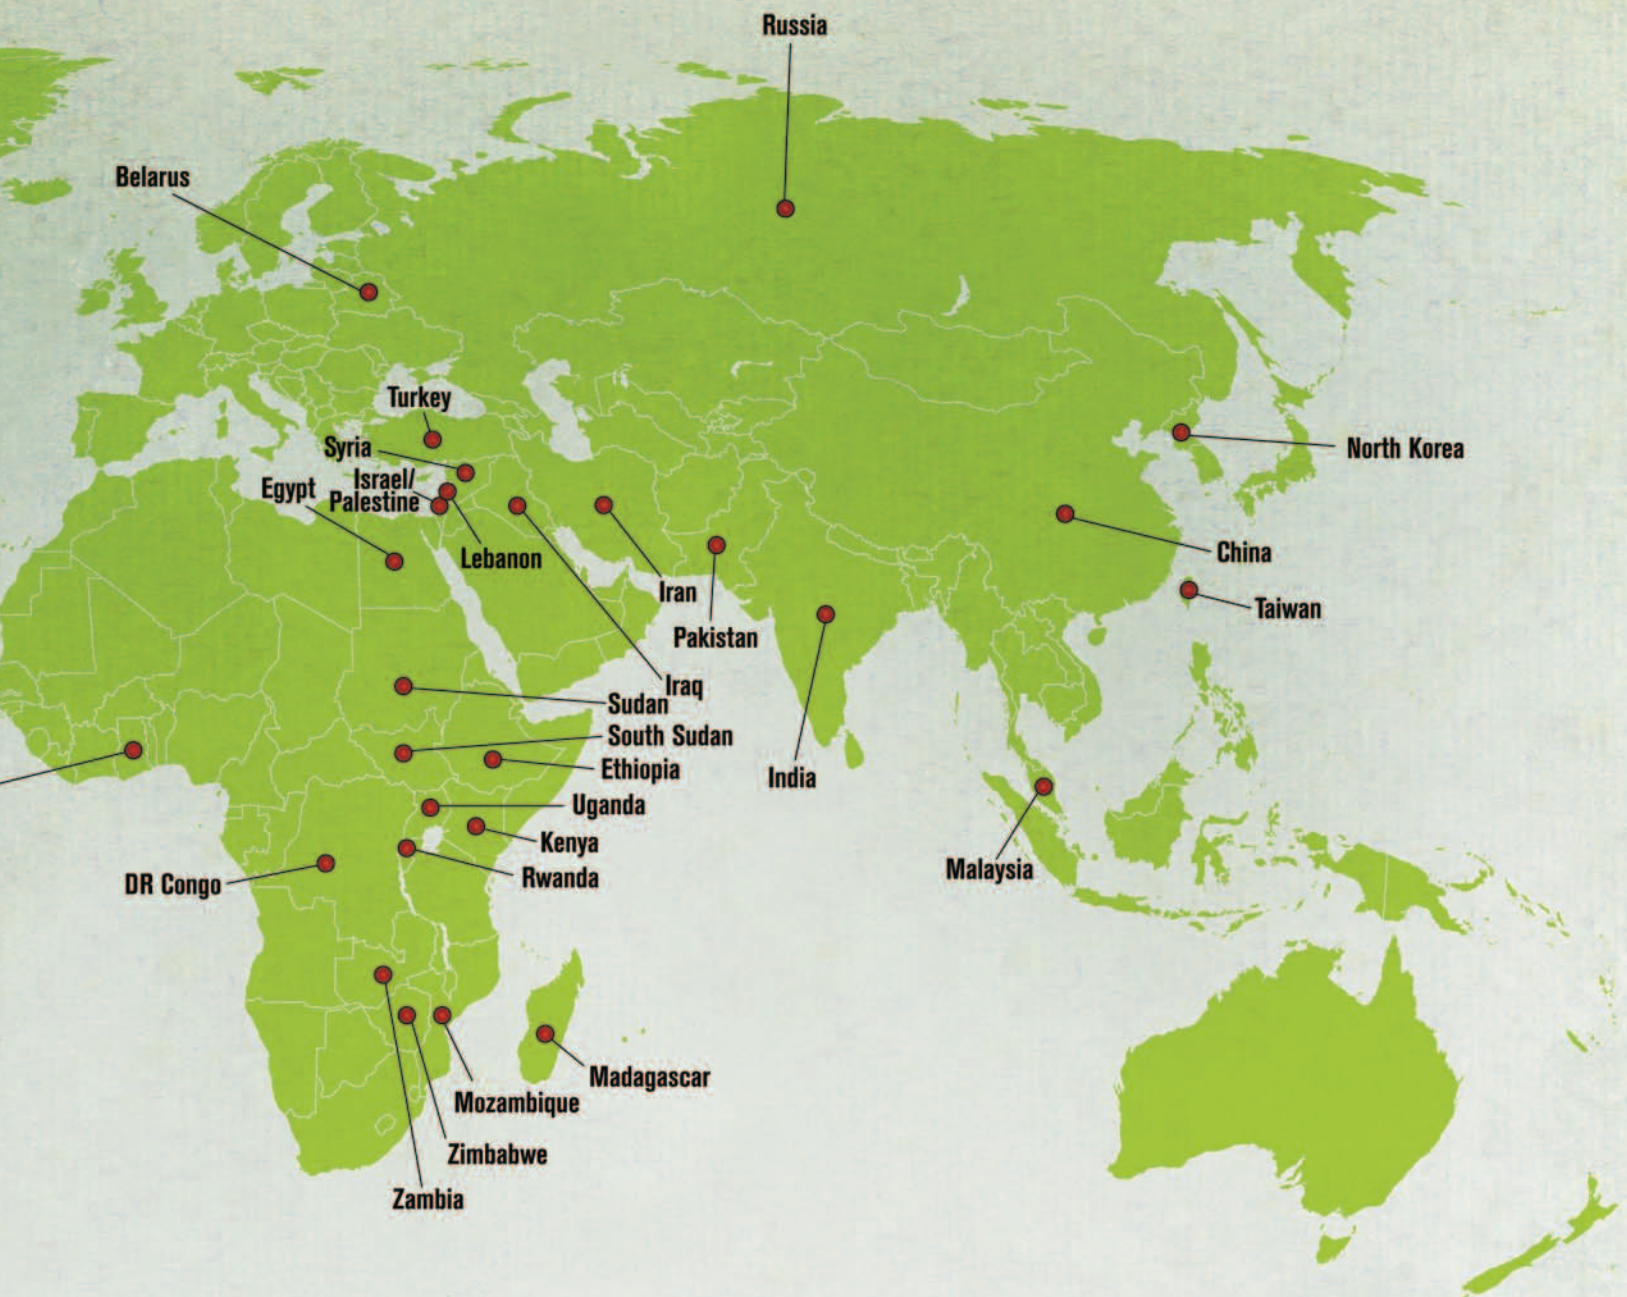 Russia
Belarus
Turkey
Syria
Israel/
Palestine
Egypt
Lebanon
North Korea
China
Taiwan
Iran
Pakistan
Iraq
Sudan
South Sudan
Ethiopia
India
Uganda
Kenya
Rwanda
DR Congo
Malaysia
Madagascar
Mozambique
Zimbabwe
Zambia